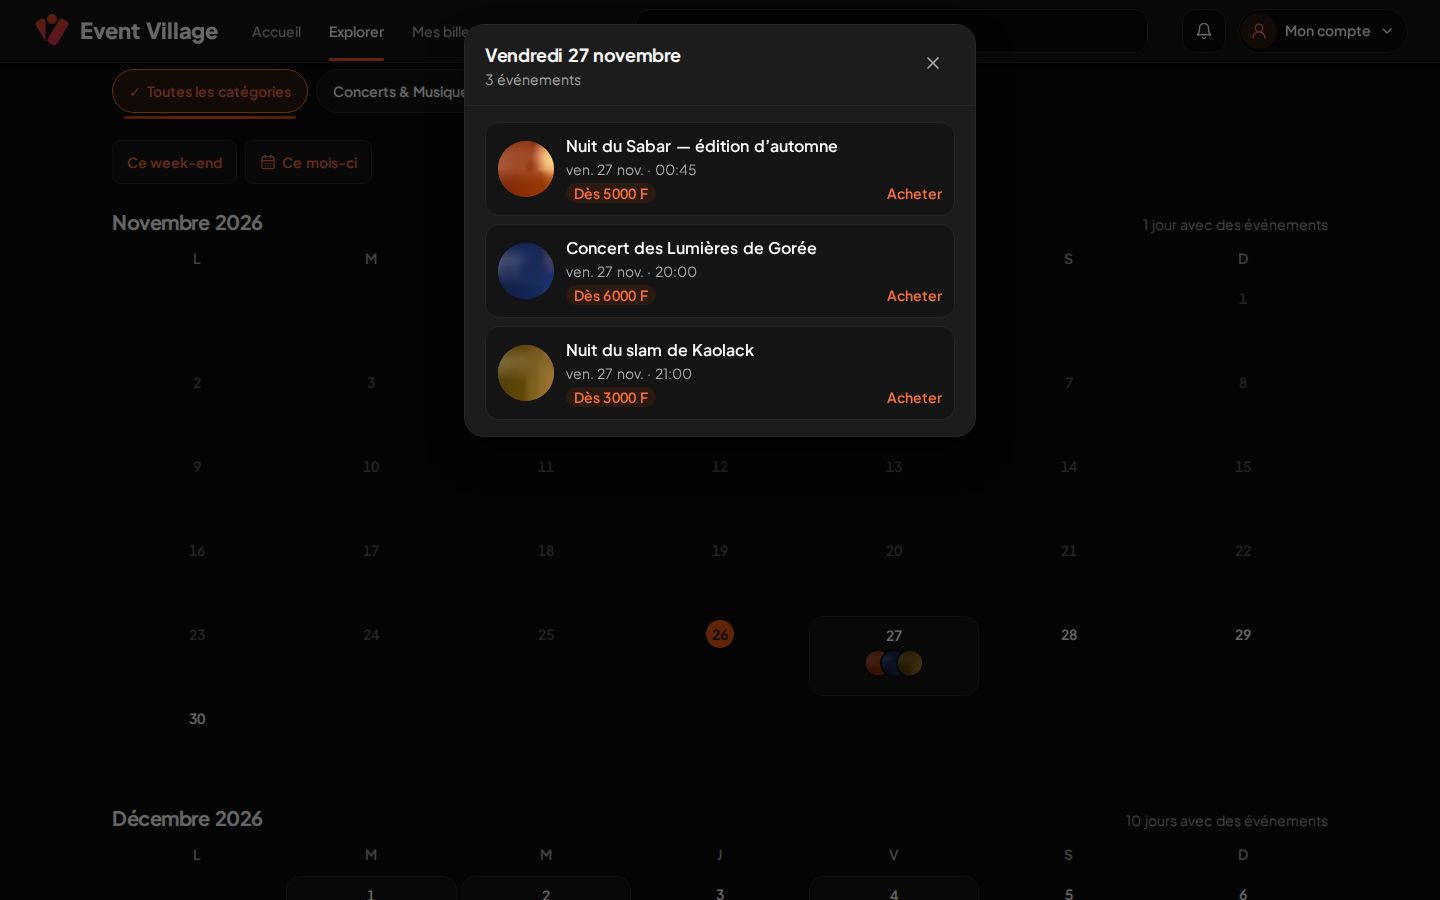 Event Village
Accueil
Explorer
Mes bille
Mon compte
✓ Toutes les catégories
Concerts & Musique
Ce week-end
Ce mois-ci
Vendredi 27 novembre
3 événements
Nuit du Sabar — édition d’automne
ven. 27 nov. · 00:45
Dès 5000 F
Acheter
Concert des Lumières de Gorée
ven. 27 nov. · 20:00
Dès 6000 F
Acheter
Nuit du slam de Kaolack
ven. 27 nov. · 21:00
Dès 3000 F
Acheter
Novembre 2026
1 jour avec des événements
L M S D
1
2 3 7 8
9 10 11 12 13 14 15
16 17 18 19 20 21 22
23 24 25 26 27 28 29
30
Décembre 2026
10 jours avec des événements
L M M J V S D
1 2 3 4 5 6